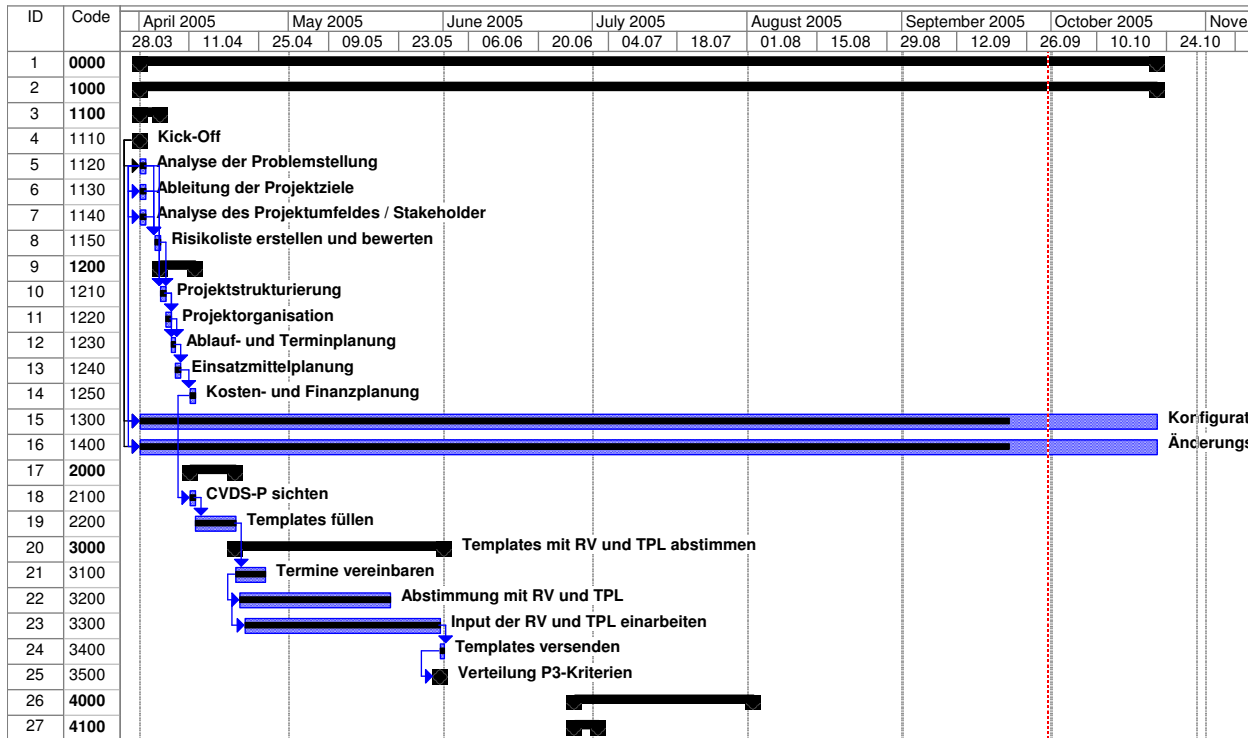 ID Code April 2005 May 2005 June 2005 July 2005 August 2005 September 2005 October 2005 Nove
28.03 11.04 25.04 09.05 23.05 06.06 20.06 04.07 18.07 01.08 15.08 29.08 12.09 26.09 10.10 24.10
1 0000
2 1000
3 1100
4 1110 Kick-Off
5 1120 Analyse der Problemstellung
6 1130 Ableitung der Projektziele
7 1140 Analyse des Projektumfeldes / Stakeholder
8 1150 Risikoliste erstellen und bewerten
9 1200
10 1210 Projektstrukturierung
11 1220 Projektorganisation
12 1230 Ablauf- und Terminplanung
13 1240 Einsatzmittelplanung
14 1250 Kosten- und Finanzplanung
15 1300 Konfigurat
16 1400 Änderungs
17 2000
18 2100 CVDS-P sichten
19 2200 Templates füllen
20 3000 Templates mit RV und TPL abstimmen
21 3100 Termine vereinbaren
22 3200 Abstimmung mit RV und TPL
23 3300 Input der RV und TPL einarbeiten
24 3400 Templates versenden
25 3500 Verteilung P3-Kriterien
26 4000
27 4100